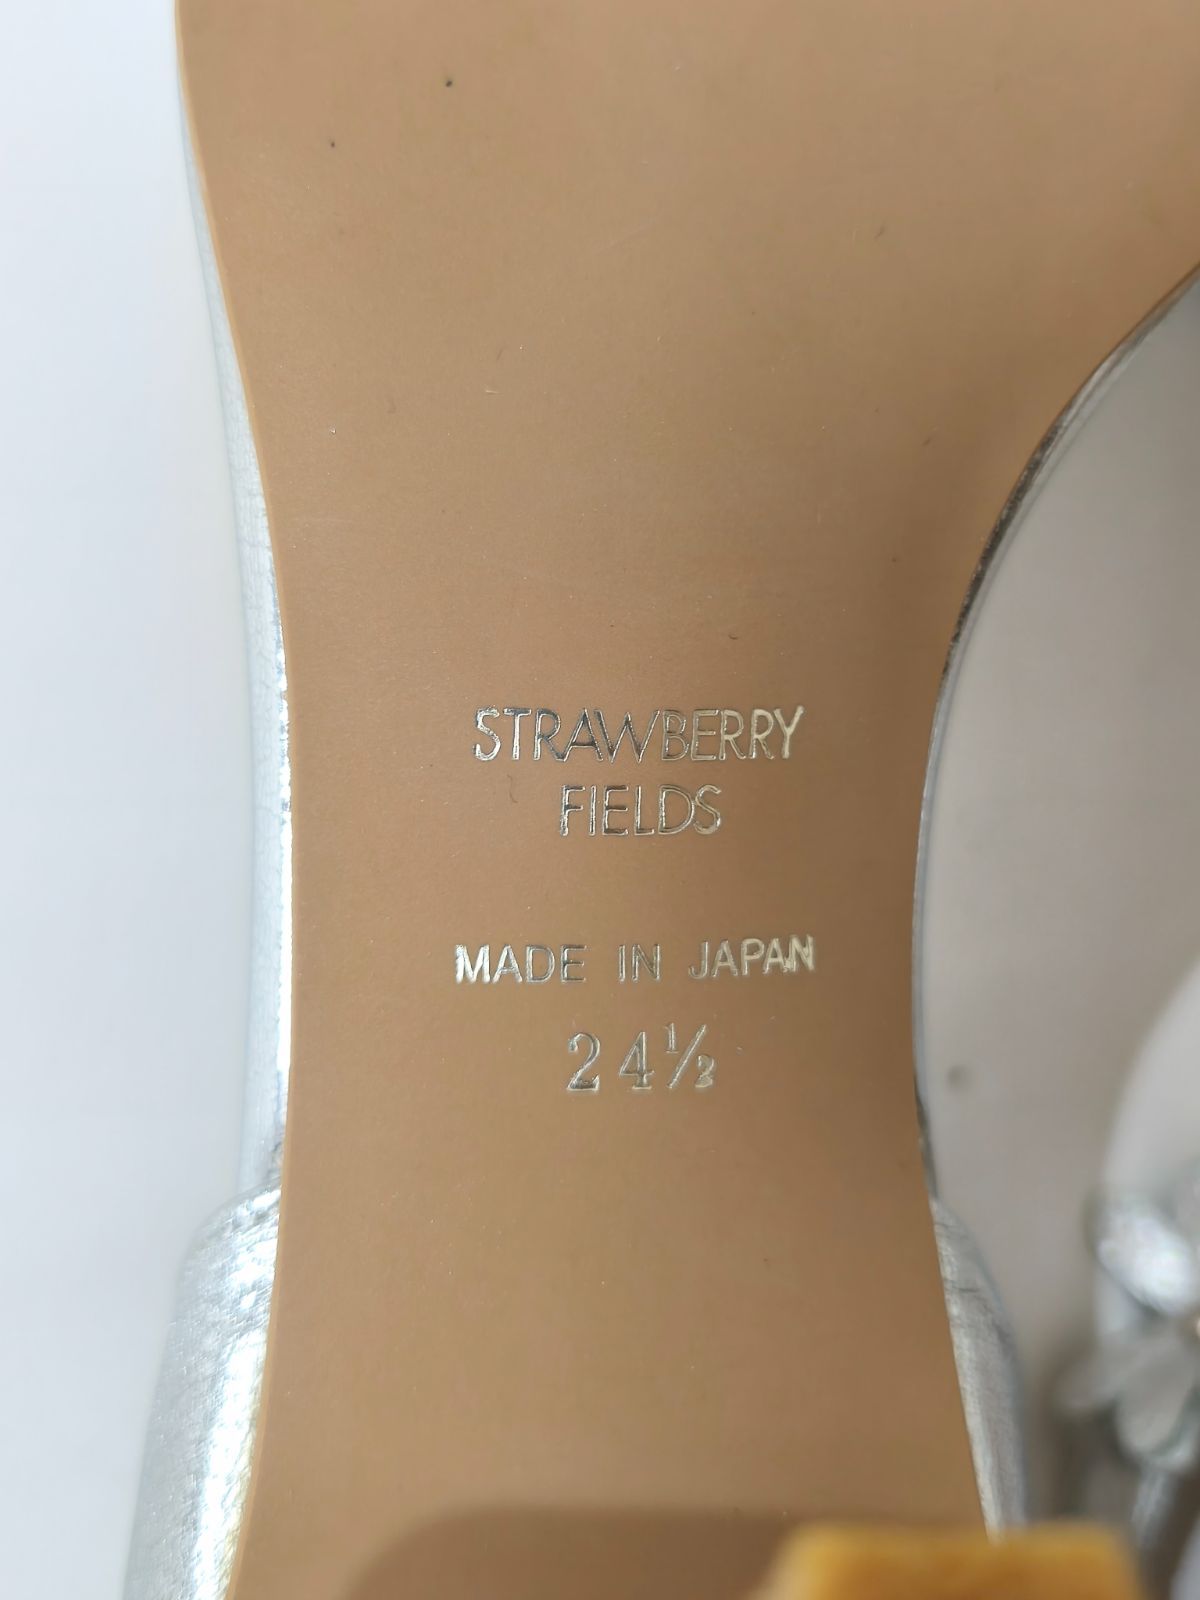 STRAWBERRY
FIELDS
MADE IN JAPAN
24½